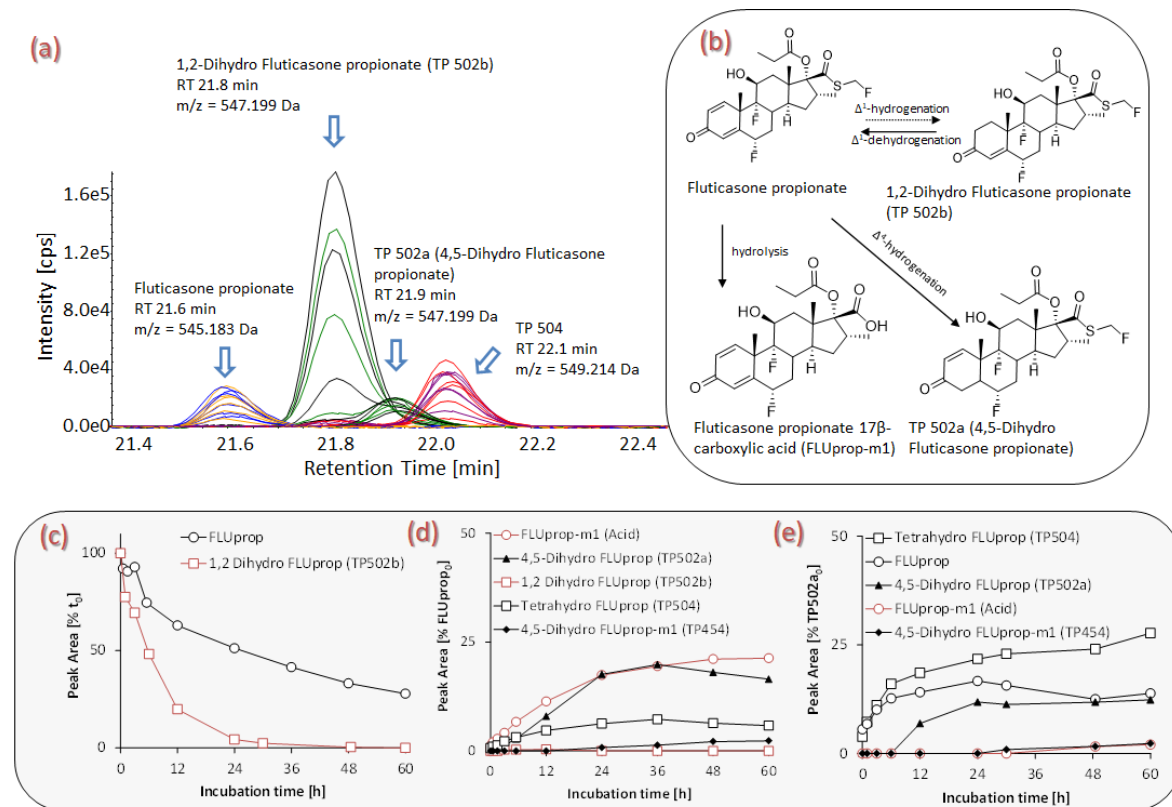 (a)
1,2-Dihydro Fluticasone propionate (TP 502b)
RT 21.8 min
m/z = 547.199 Da
Fluticasone propionate
RT 21.6 min
m/z = 545.183 Da
TP 502a (4,5-Dihydro Fluticasone
propionate)
RT 21.9 min
m/z = 547.199 Da
TP 504
RT 22.1 min
m/z = 549.214 Da
Intensity [cps]
1.6e5
1.2e5
8.0e4
4.0e4
0.0e0
21.4 21.6 21.8 22.0 22.2 22.4
Retention Time [min]
(b)
O
O
O
HO
S
F
F
H
O
F
Fluticasone propionate
Δ¹-hydrogenation
Δ¹-dehydrogenation
O
O
O
HO
S
F
F
H
O
F
1,2-Dihydro Fluticasone propionate
(TP 502b)
hydrolysis
Δ⁴-hydrogenation
O
O
O
HO
OH
F
H
O
F
Fluticasone propionate 17β-
carboxylic acid (FLUprop-m1)
O
O
O
HO
S
F
F
H
O
F
TP 502a (4,5-Dihydro
Fluticasone propionate)
(c)
FLUprop
1,2 Dihydro FLUprop (TP502b)
Peak Area [% t₀]
100
50
0
0 12 24 36 48 60
Incubation time [h]
(d)
FLUprop-m1 (Acid)
4,5-Dihydro FLUprop (TP502a)
1,2 Dihydro FLUprop (TP502b)
Tetrahydro FLUprop (TP504)
4,5-Dihydro FLUprop-m1 (TP454)
Peak Area [% FLUprop₀]
50
25
0
0 12 24 36 48 60
Incubation time [h]
(e)
Tetrahydro FLUprop (TP504)
FLUprop
4,5-Dihydro FLUprop (TP502a)
FLUprop-m1 (Acid)
4,5-Dihydro FLUprop-m1 (TP454)
Peak Area [% TP502a₀]
50
25
0
0 12 24 36 48 60
Incubation time [h]